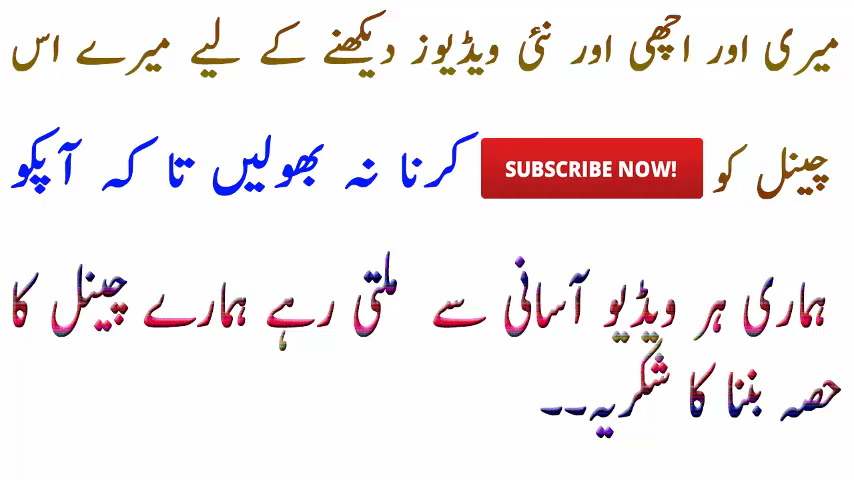 میری اور اچھی اور نئی ویڈیوز دیکھنے کے لیے میرے اس
چینل کو SUBSCRIBE NOW! کرنا نہ بھولیں تا کہ آپکو
ہماری ہر ویڈیو آسانی سے ملتی رہے ہمارے چینل کا
حصہ بننا کا شکریہ۔۔